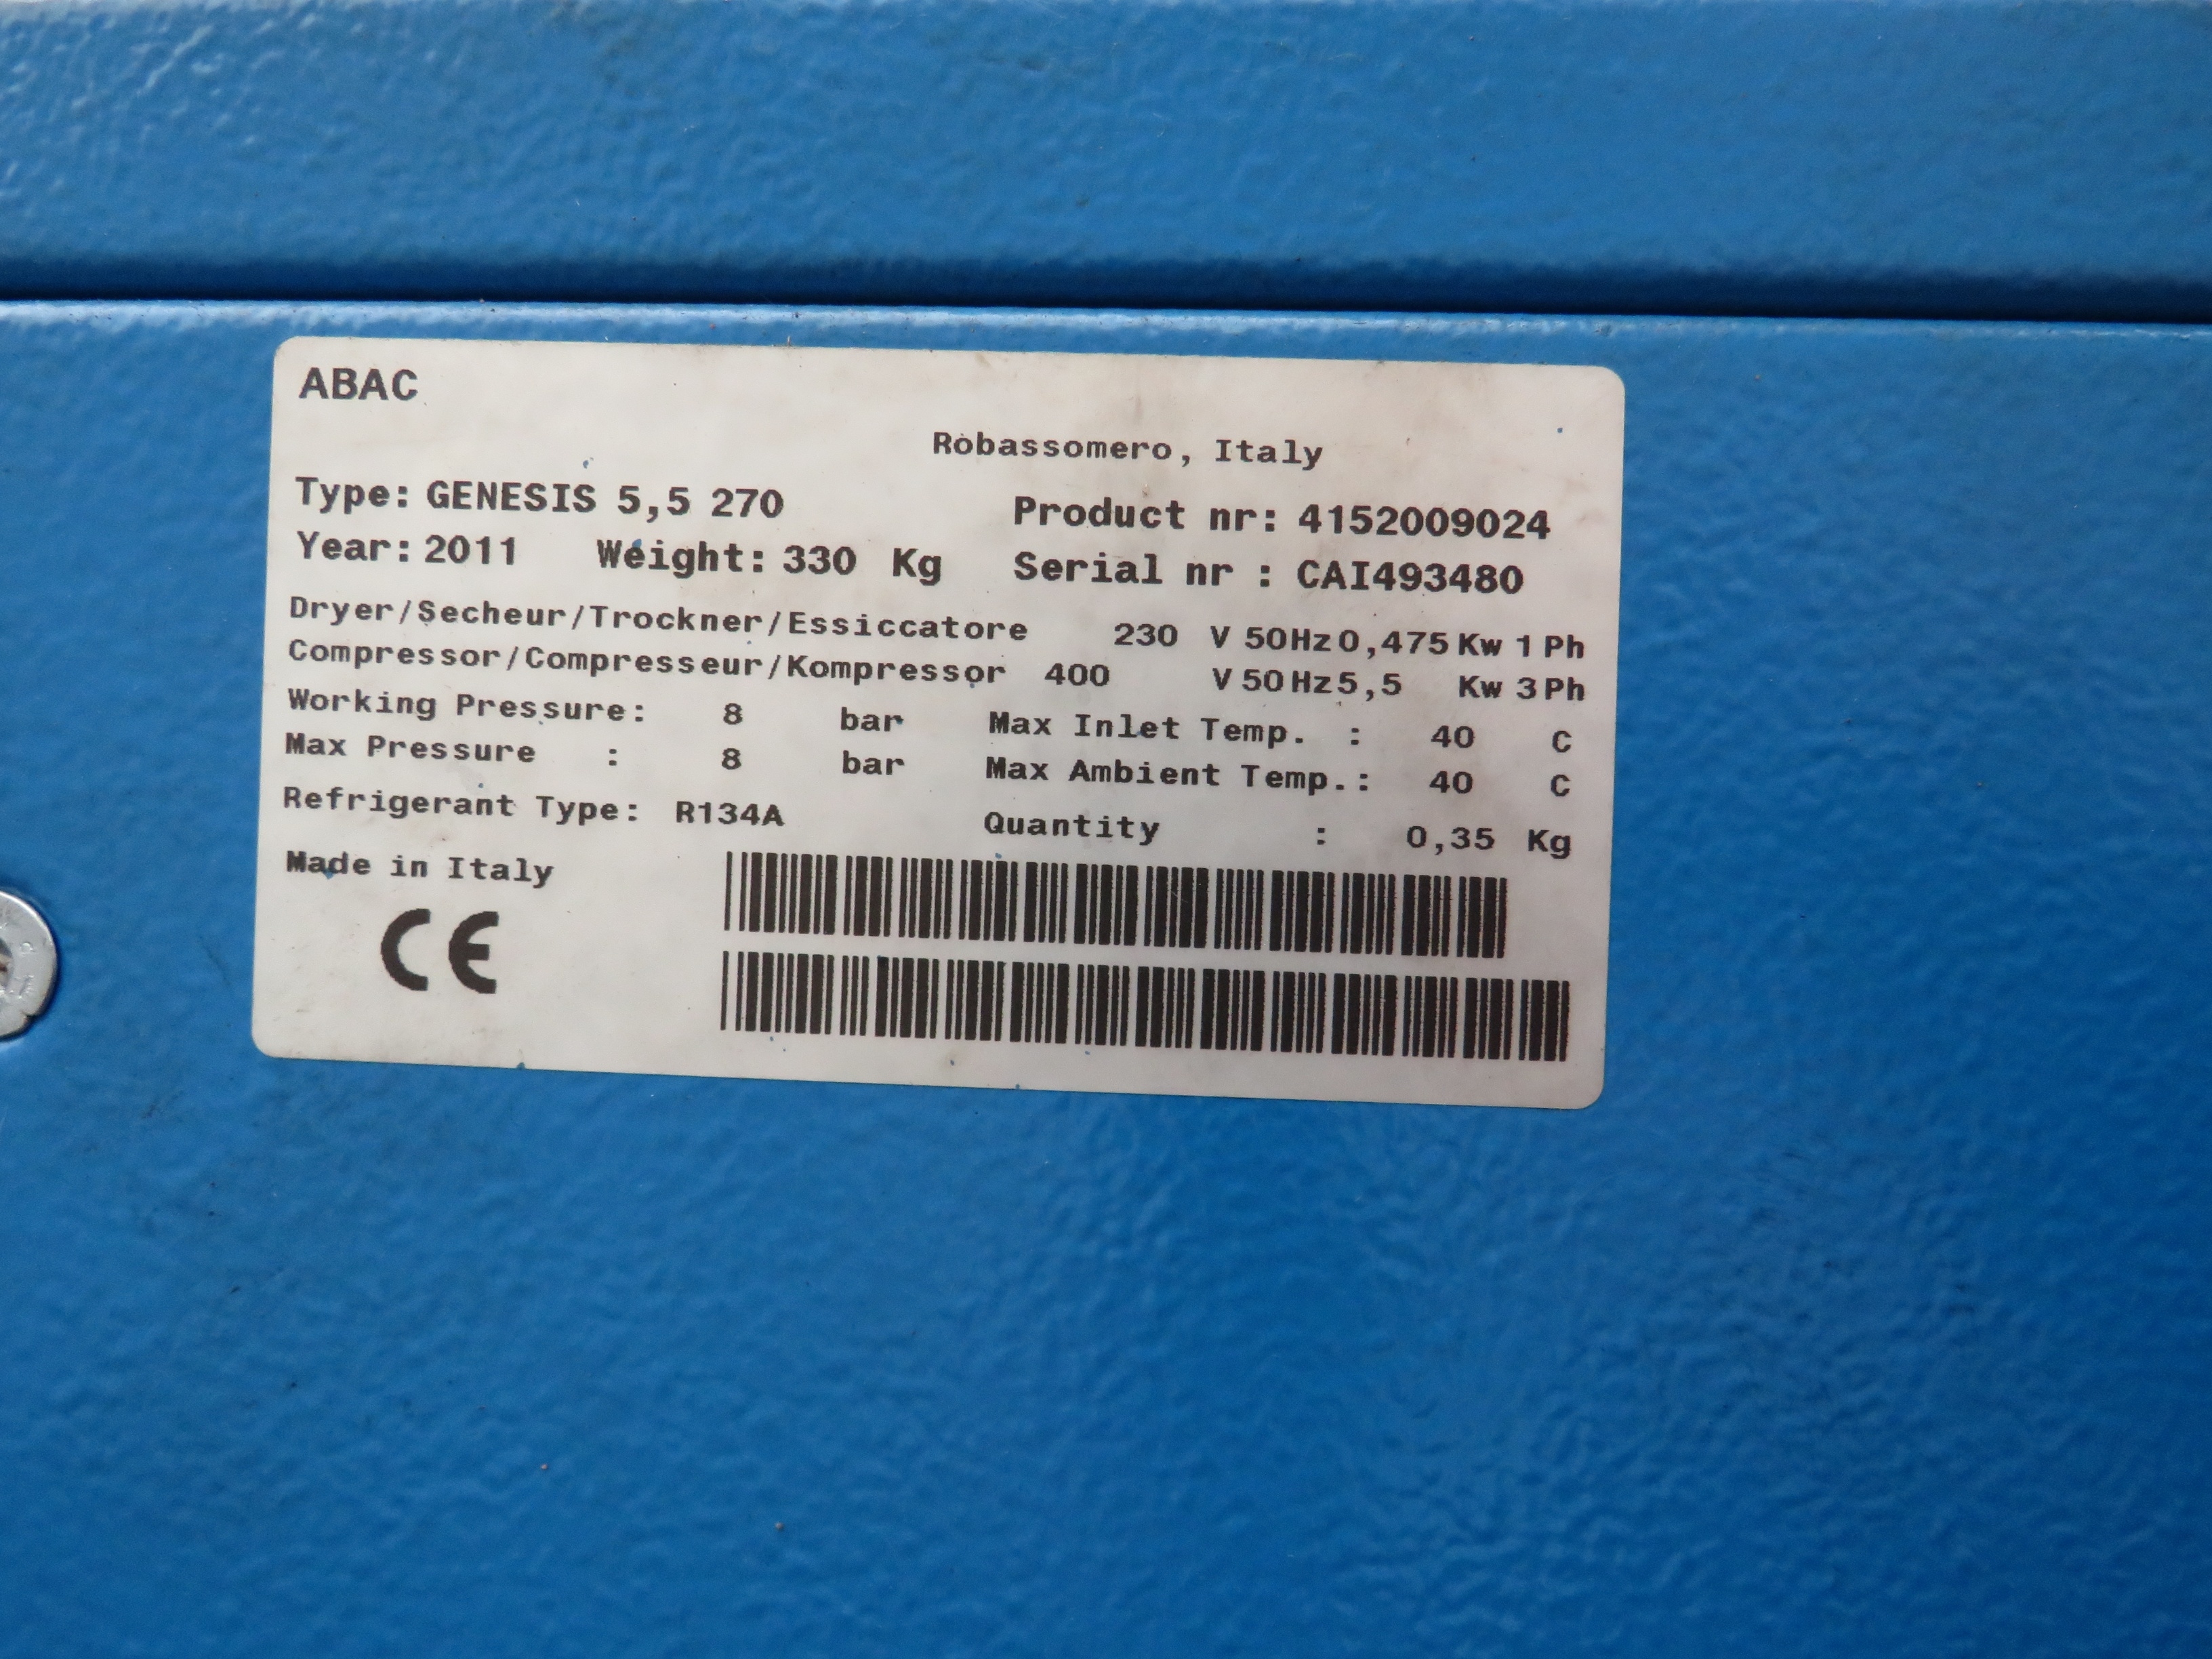 ABAC
Robassomero, Italy
Type: GENESIS 5,5 270 Product nr: 4152009024
Year: 2011 Weight: 330 Kg Serial nr : CAI493480
Dryer/Secheur/Trockner/Essiccatore 230 V 50Hz 0,475 Kw 1 Ph
Compressor/Compresseur/Kompressor 400 V 50Hz 5,5 Kw 3 Ph
Working Pressure: 8 bar Max Inlet Temp. : 40 C
Max Pressure : 8 bar Max Ambient Temp.: 40 C
Refrigerant Type: R134A Quantity : 0,35 Kg
Made in Italy
CE